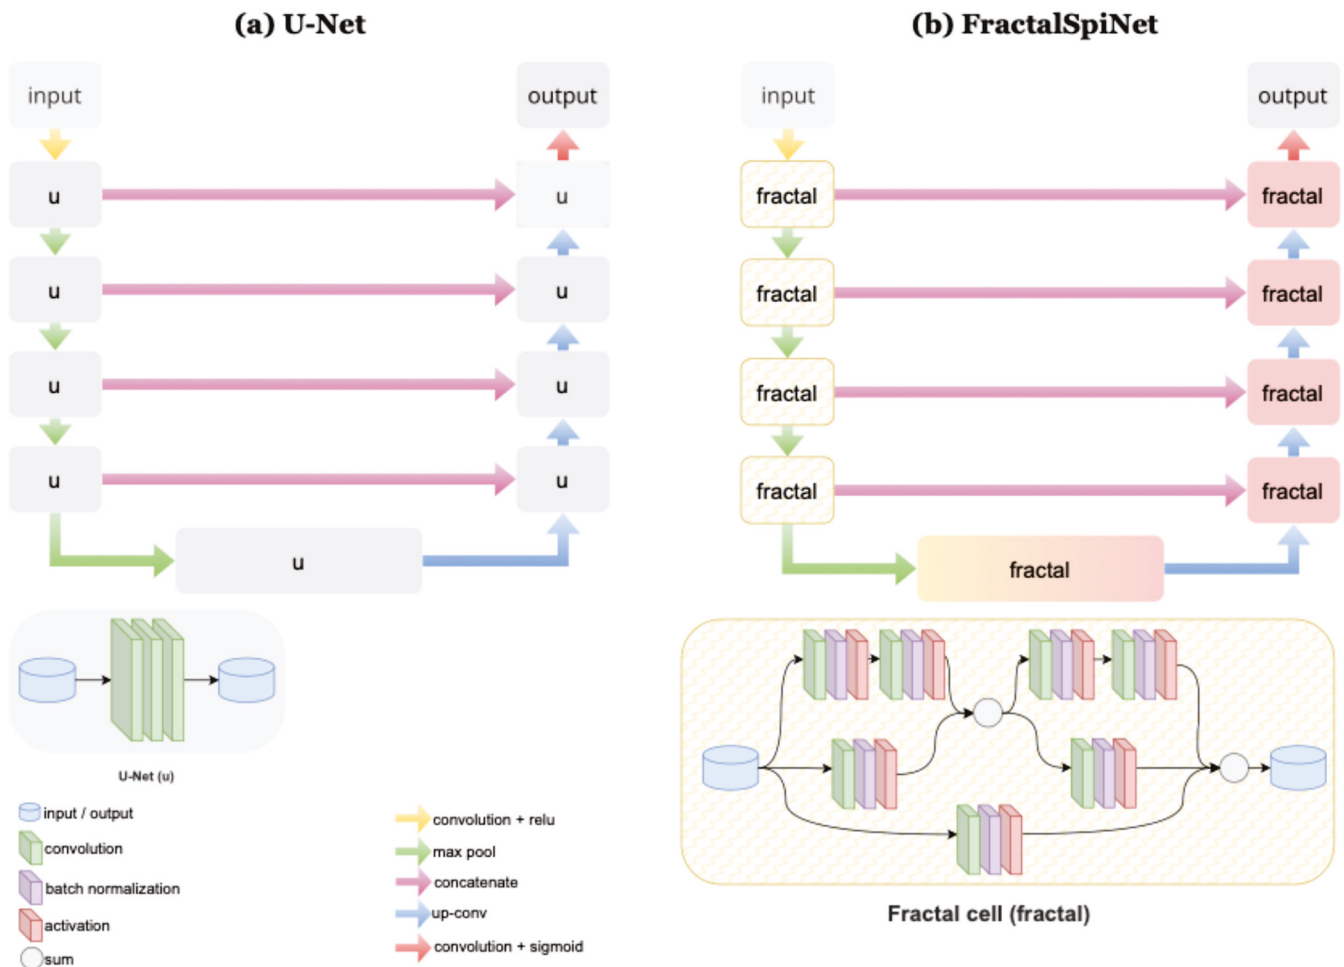 (a) U-Net
(b) FractalSpiNet
input
output
input
output
u
u
fractal
fractal
u
u
fractal
fractal
u
u
fractal
fractal
u
u
fractal
fractal
u
fractal
U-Net (u)
input / output
convolution
batch normalization
activation
sum
convolution + relu
max pool
concatenate
up-conv
convolution + sigmoid
Fractal cell (fractal)